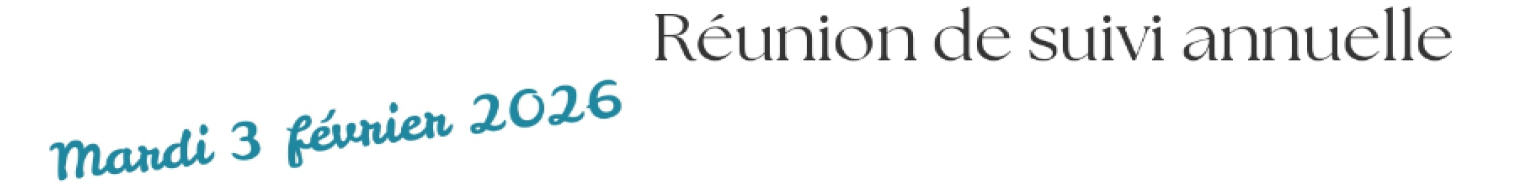 Réunion de suivi annuelle
Mardi 3 février 2026